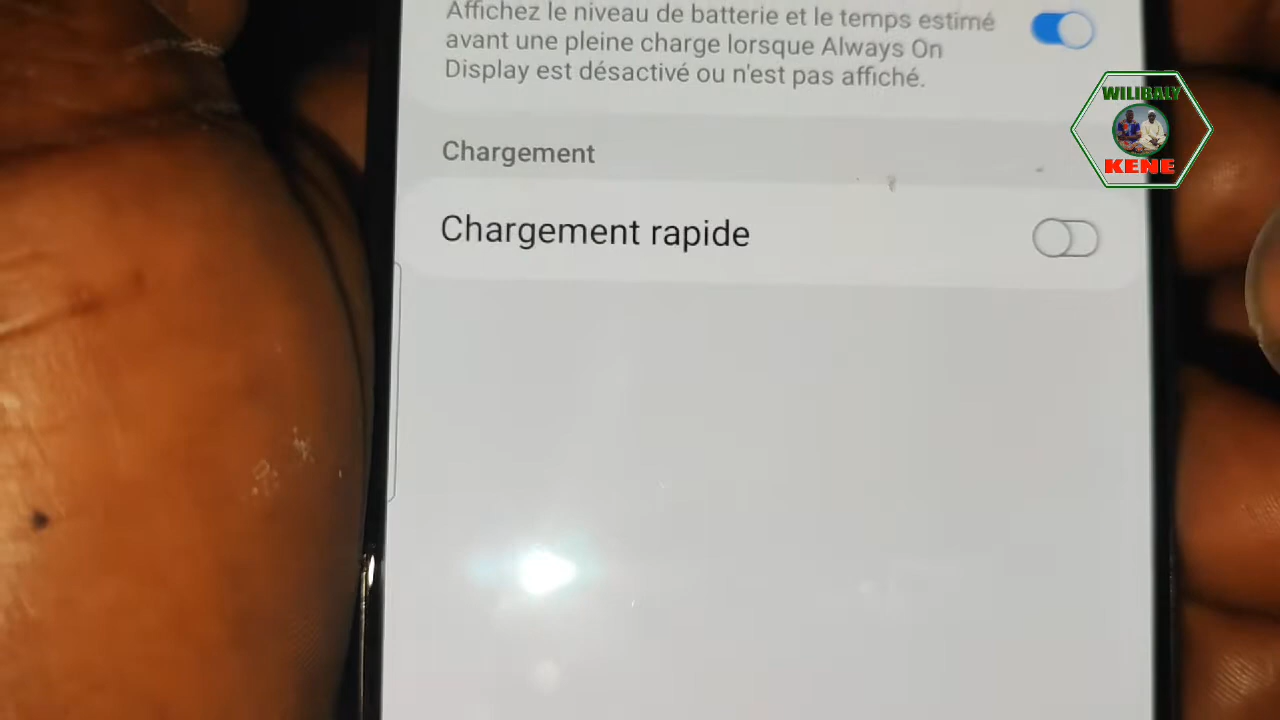 Affichez le niveau de batterie et le temps estimé
avant une pleine charge lorsque Always On
Display est désactivé ou n'est pas affiché.
WILIBALY
KENE
Chargement
Chargement rapide